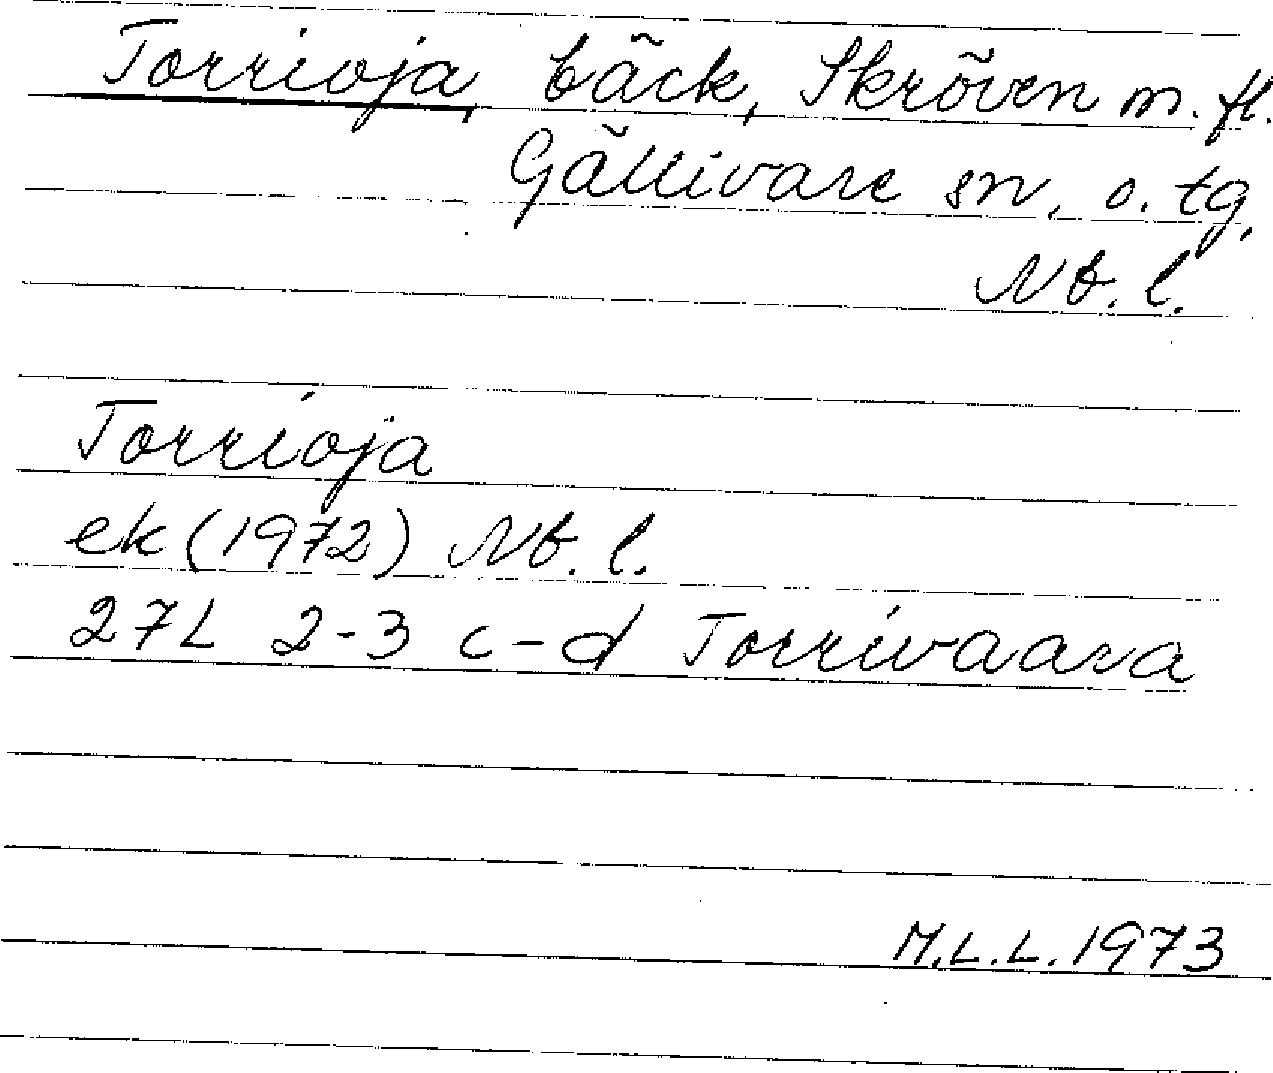 Torrioja, bäck, Skröven m. fl.
Gällivare sn, o. tg,
Nb. l.
Torrioja
ek (1972) Nb. l.
27L 2-3 c-d Torrivaara
M.L.L. 1973